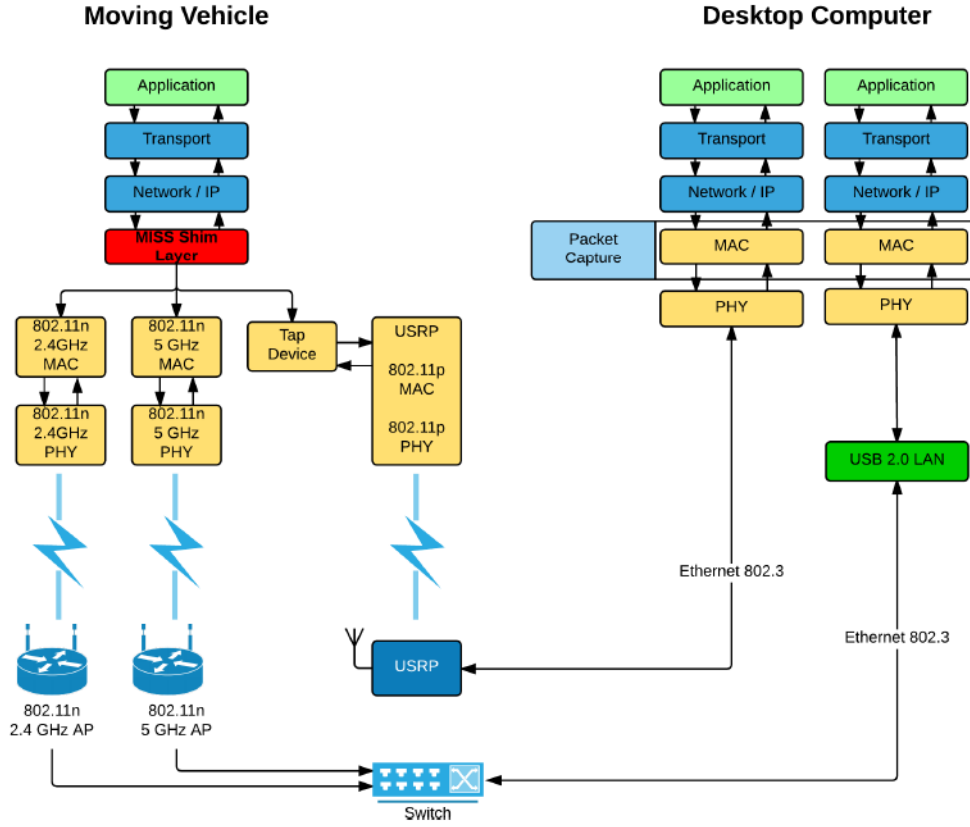 Moving Vehicle
Desktop Computer
Application
Transport
Network / IP
MISS Shim
Layer
802.11n
2.4GHz
MAC
802.11n
5 GHz
MAC
Tap
Device
USRP
802.11p
MAC
802.11p
PHY
802.11n
2.4GHz
PHY
802.11n
5 GHz
PHY
802.11n
2.4 GHz AP
802.11n
5 GHz AP
USRP
Switch
Application
Transport
Network / IP
Packet
Capture
MAC
PHY
Ethernet 802.3
Application
Transport
Network / IP
MAC
PHY
USB 2.0 LAN
Ethernet 802.3